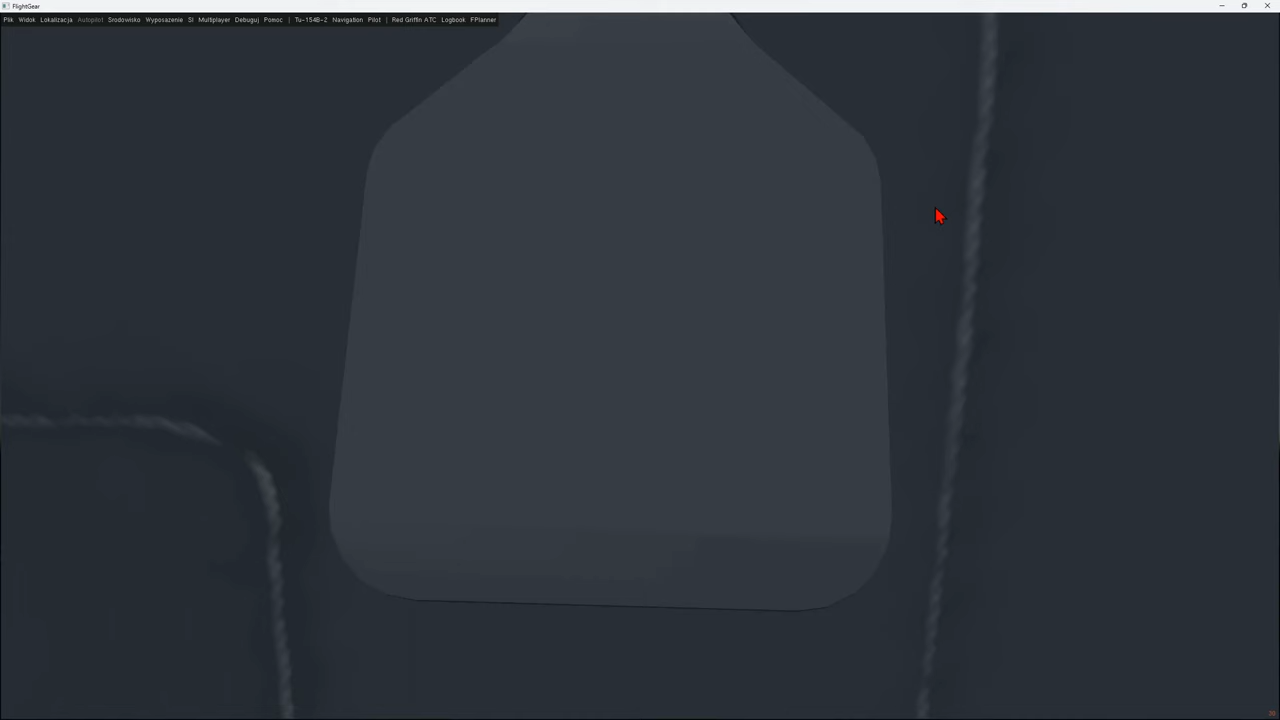 FlightGear
Plik Widok Lokalizacja Autopilot Środowisko Wyposażenie SI Multiplayer Debuguj Pomoc | Tu-154B-2 Navigation Pilot | Red Griffin ATC Logbook FPlanner